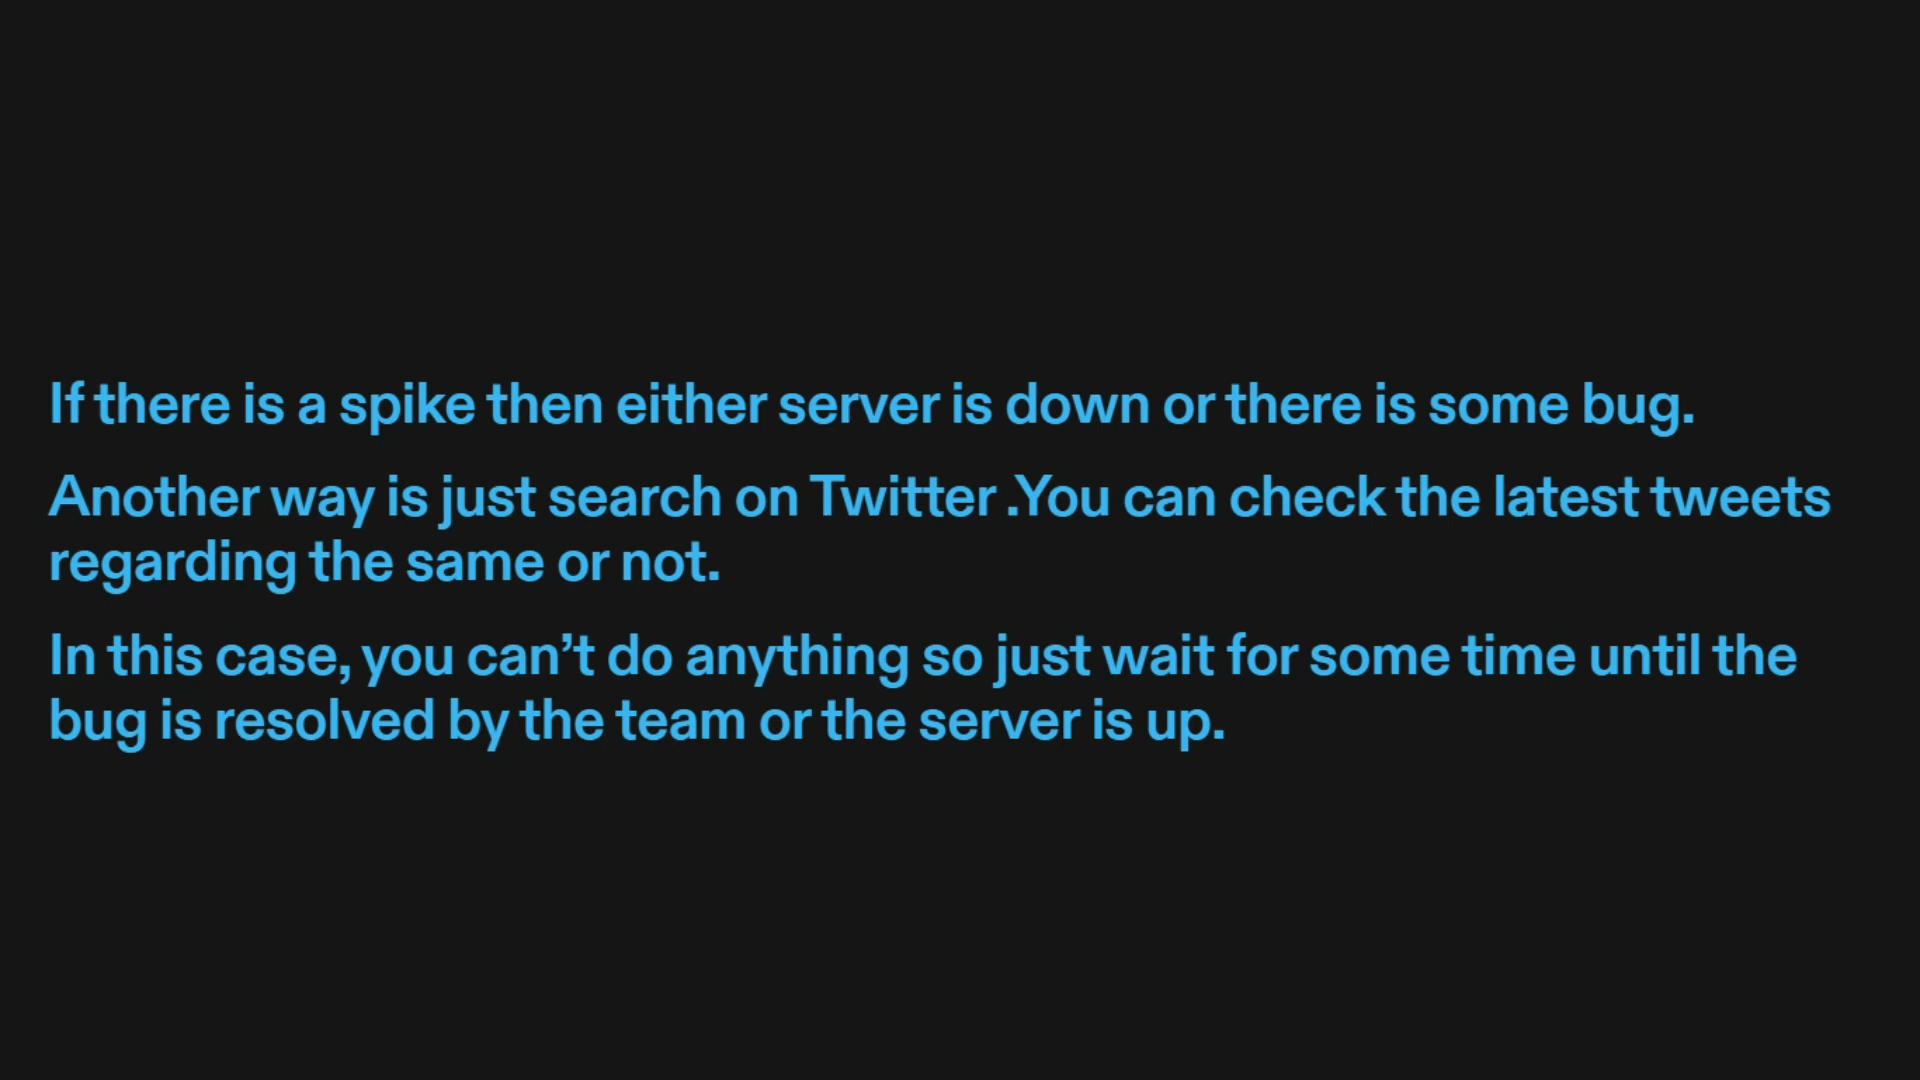 If there is a spike then either server is down or there is some bug.
Another way is just search on Twitter .You can check the latest tweets
regarding the same or not.
In this case, you can’t do anything so just wait for some time until the
bug is resolved by the team or the server is up.